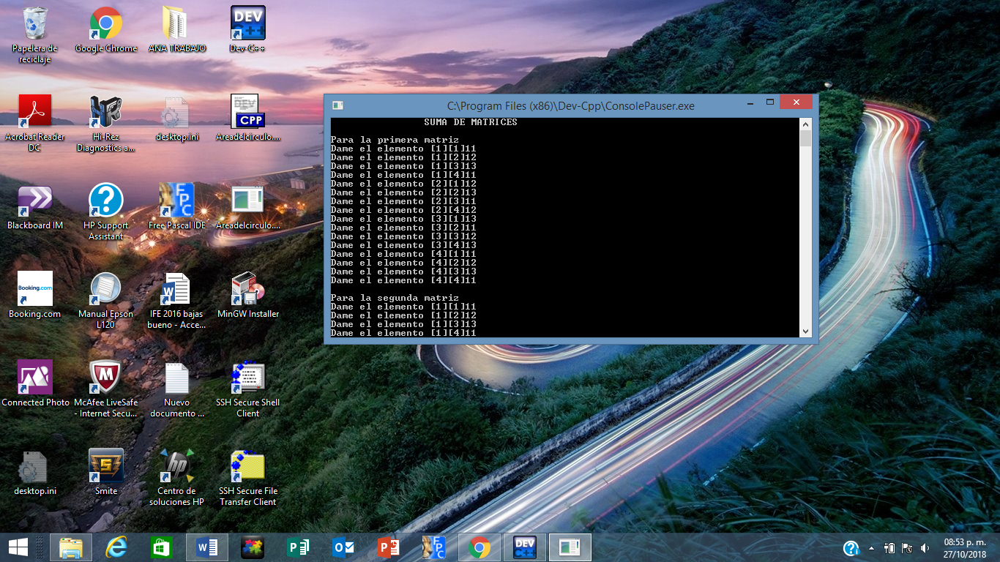 Papelera de
reciclaje
Google Chrome
ANA TRABAJO
DEV
C++
Dev-C++
Acrobat Reader
DC
Hi-Rez
Diagnostics a...
desktop.ini
DEV
CPP
Areadelcirculo....
Blackboard IM
HP Support
Assistant
FPC
Free Pascal IDE
Areadelcirculo....
Booking.com
Booking.com
Manual Epson
L120
IFE 2016 bajas
bueno - Acce...
MinGW Installer
Connected Photo
McAfee LiveSafe
- Internet Secu...
Nuevo
documento ...
SSH Secure Shell
Client
desktop.ini
Smite
hp
Centro de
soluciones HP
SSH Secure File
Transfer Client
C:\Program Files (x86)\Dev-Cpp\ConsolePauser.exe
SUMA DE MATRICES
Para la primera matriz
Dame el elemento [1][1]11
Dame el elemento [1][2]12
Dame el elemento [1][3]13
Dame el elemento [1][4]11
Dame el elemento [2][1]12
Dame el elemento [2][2]13
Dame el elemento [2][3]11
Dame el elemento [2][4]12
Dame el elemento [3][1]13
Dame el elemento [3][2]11
Dame el elemento [3][3]12
Dame el elemento [3][4]13
Dame el elemento [4][1]11
Dame el elemento [4][2]12
Dame el elemento [4][3]13
Dame el elemento [4][4]11
Para la segunda matriz
Dame el elemento [1][1]11
Dame el elemento [1][2]12
Dame el elemento [1][3]13
Dame el elemento [1][4]11
DEV
C++
08:53 p. m.
27/10/2018